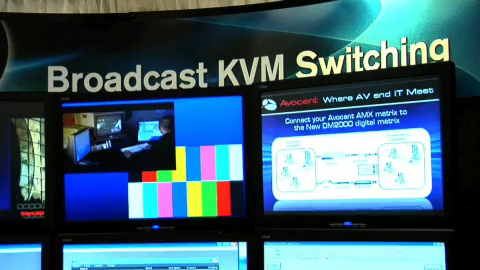 Broadcast KVM Switching
Avocent Where AV and IT Meet
Connect your Avocent AMX matrix to
the New DM2000 digital matrix